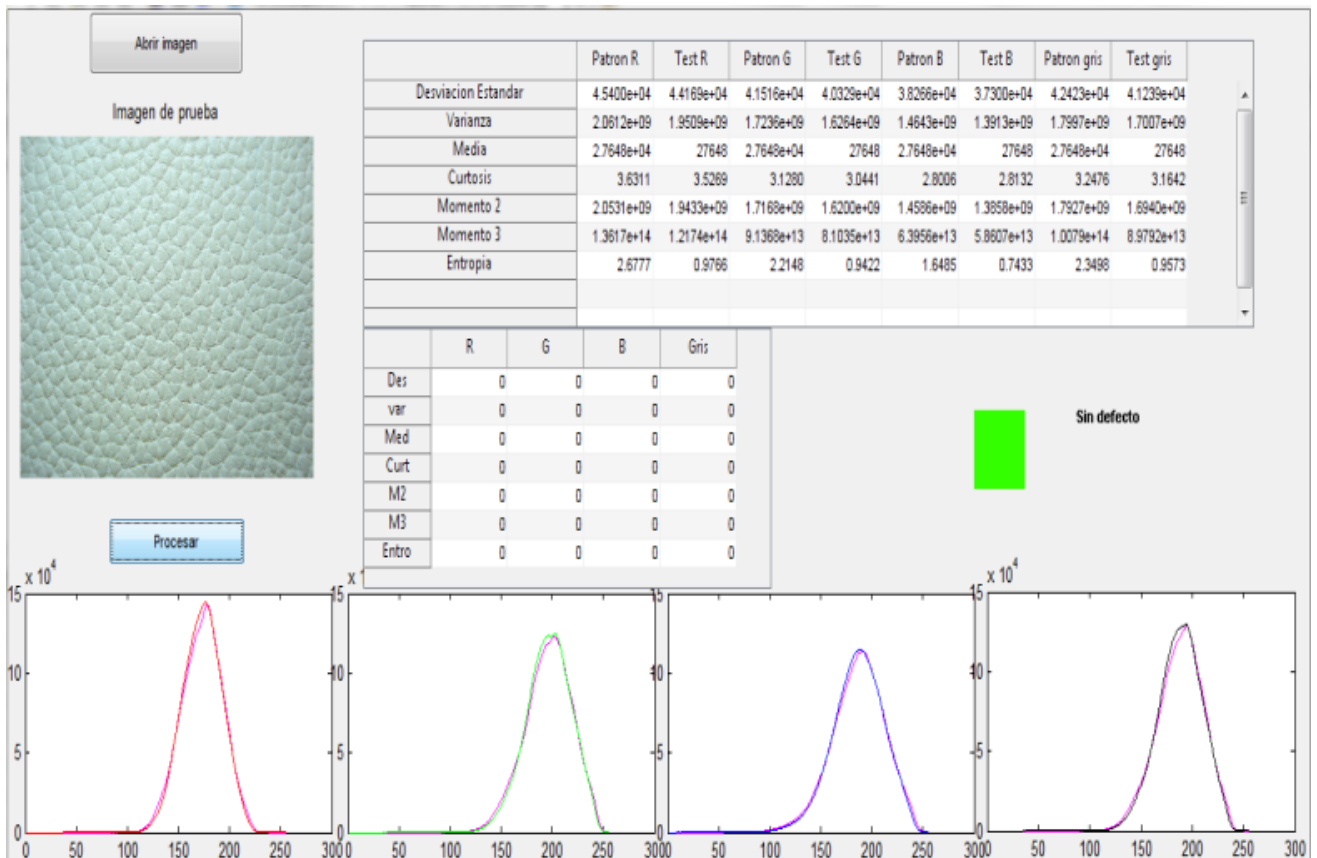 Abrir imagen
Imagen de prueba
Patron R Test R Patron G Test G Patron B Test B Patron gris Test gris
Desviacion Estandar 4.5400e+04 4.4169e+04 4.1516e+04 4.0329e+04 3.8266e+04 3.7300e+04 4.2423e+04 4.1239e+04
Varianza 2.0612e+09 1.9509e+09 1.7236e+09 1.6264e+09 1.4643e+09 1.3913e+09 1.7997e+09 1.7007e+09
Media 2.7648e+04 27648 2.7648e+04 27648 2.7648e+04 27648 2.7648e+04 27648
Curtosis 3.6311 3.5269 3.1280 3.0441 2.8006 2.8132 3.2476 3.1642
Momento 2 2.0531e+09 1.9433e+09 1.7168e+09 1.6200e+09 1.4586e+09 1.3858e+09 1.7927e+09 1.6940e+09
Momento 3 1.3617e+14 1.2174e+14 9.1368e+13 8.1035e+13 6.3956e+13 5.8607e+13 1.0079e+14 8.9792e+13
Entropia 2.6777 0.9766 2.2148 0.9422 1.6485 0.7433 2.3498 0.9573
R G B Gris
Des 0 0 0 0
var 0 0 0 0
Med 0 0 0 0
Curt 0 0 0 0
M2 0 0 0 0
M3 0 0 0 0
Entro 0 0 0 0
Sin defecto
Procesar
x 10^4
15
10
5
0
0 50 100 150 200 250 300
x 1
15
10
5
0
0 50 100 150 200 250 300
15
10
5
0
0 50 100 150 200 250 300
x 10^4
15
10
5
0
0 50 100 150 200 250 300